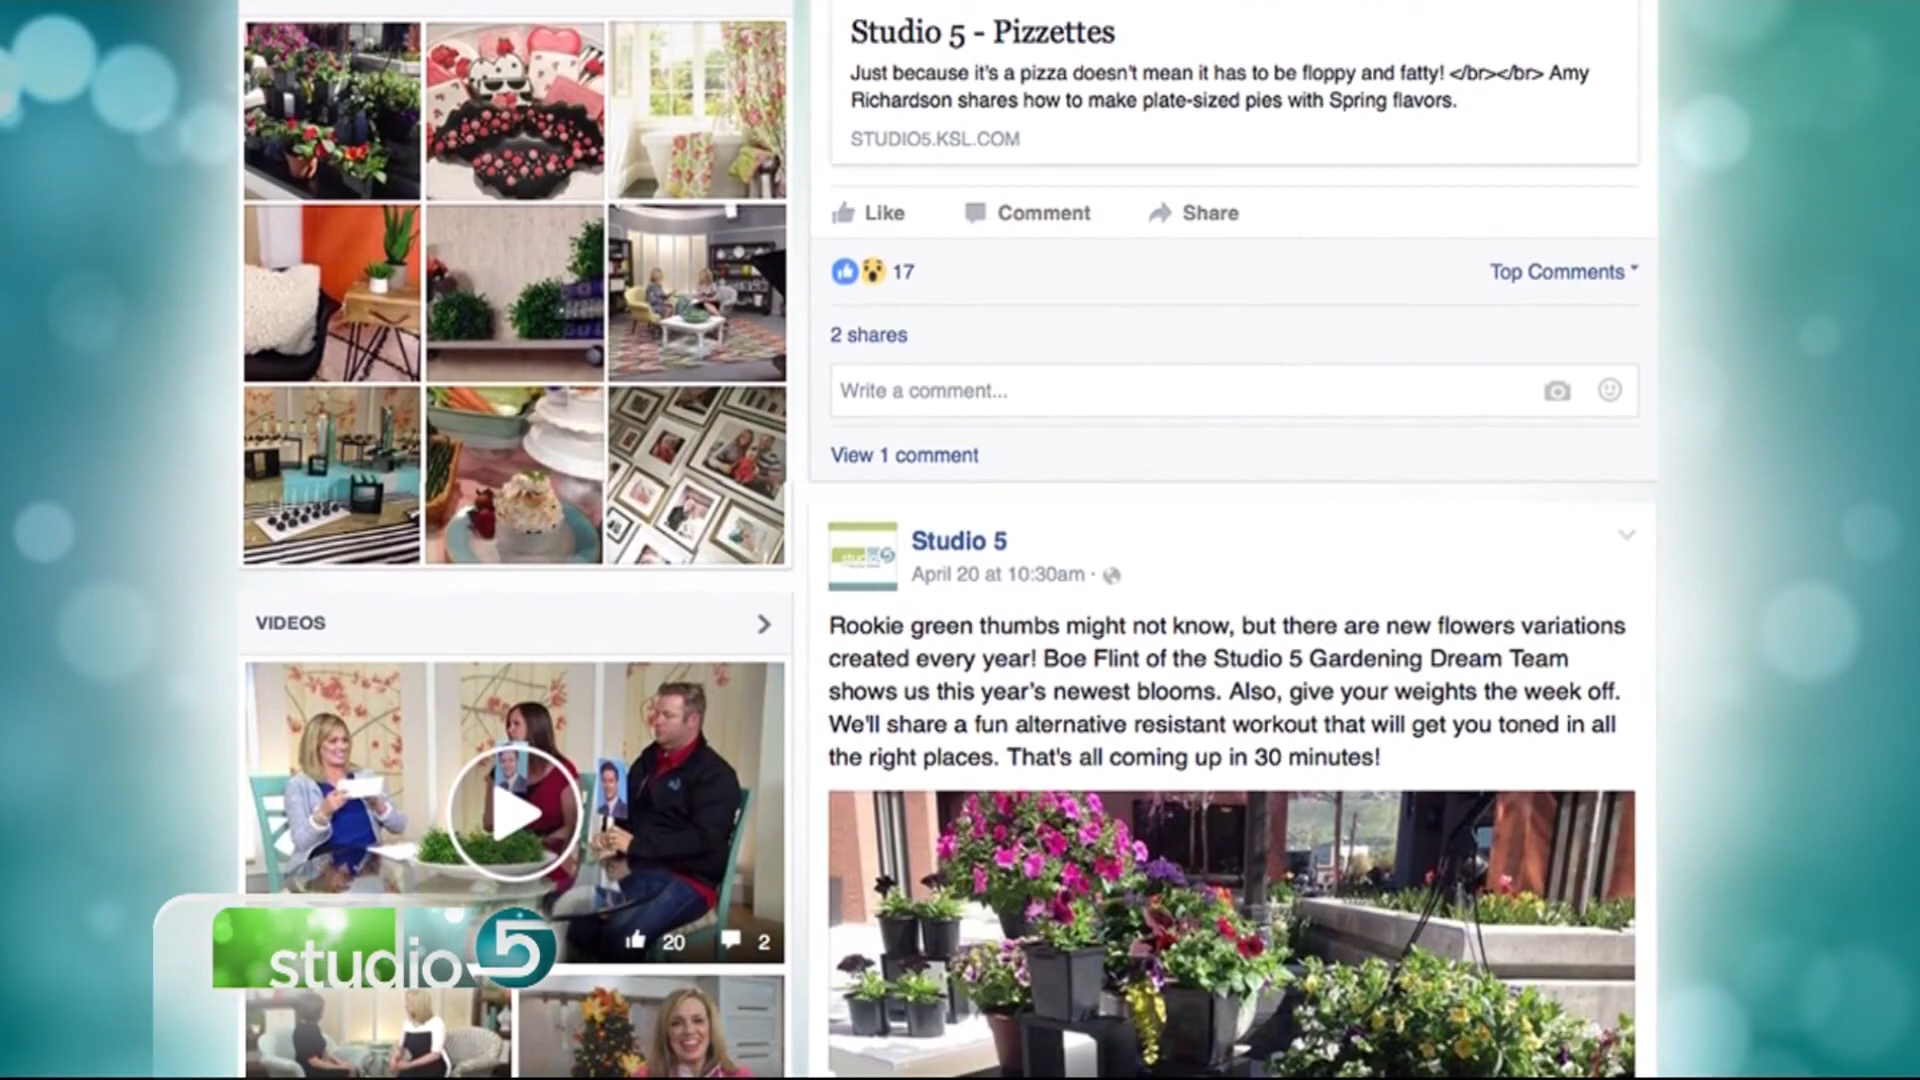 Studio 5 - Pizzettes
Just because it's a pizza doesn't mean it has to be floppy and fatty! </br></br> Amy
Richardson shares how to make plate-sized pies with Spring flavors.
STUDIO5.KSL.COM
Like Comment Share
17 Top Comments
2 shares
Write a comment...
View 1 comment
Studio 5
April 20 at 10:30am ·
Rookie green thumbs might not know, but there are new flowers variations
created every year! Boe Flint of the Studio 5 Gardening Dream Team
shows us this year's newest blooms. Also, give your weights the week off.
We'll share a fun alternative resistant workout that will get you toned in all
the right places. That's all coming up in 30 minutes!
VIDEOS
20 2
studio 5
studio 5